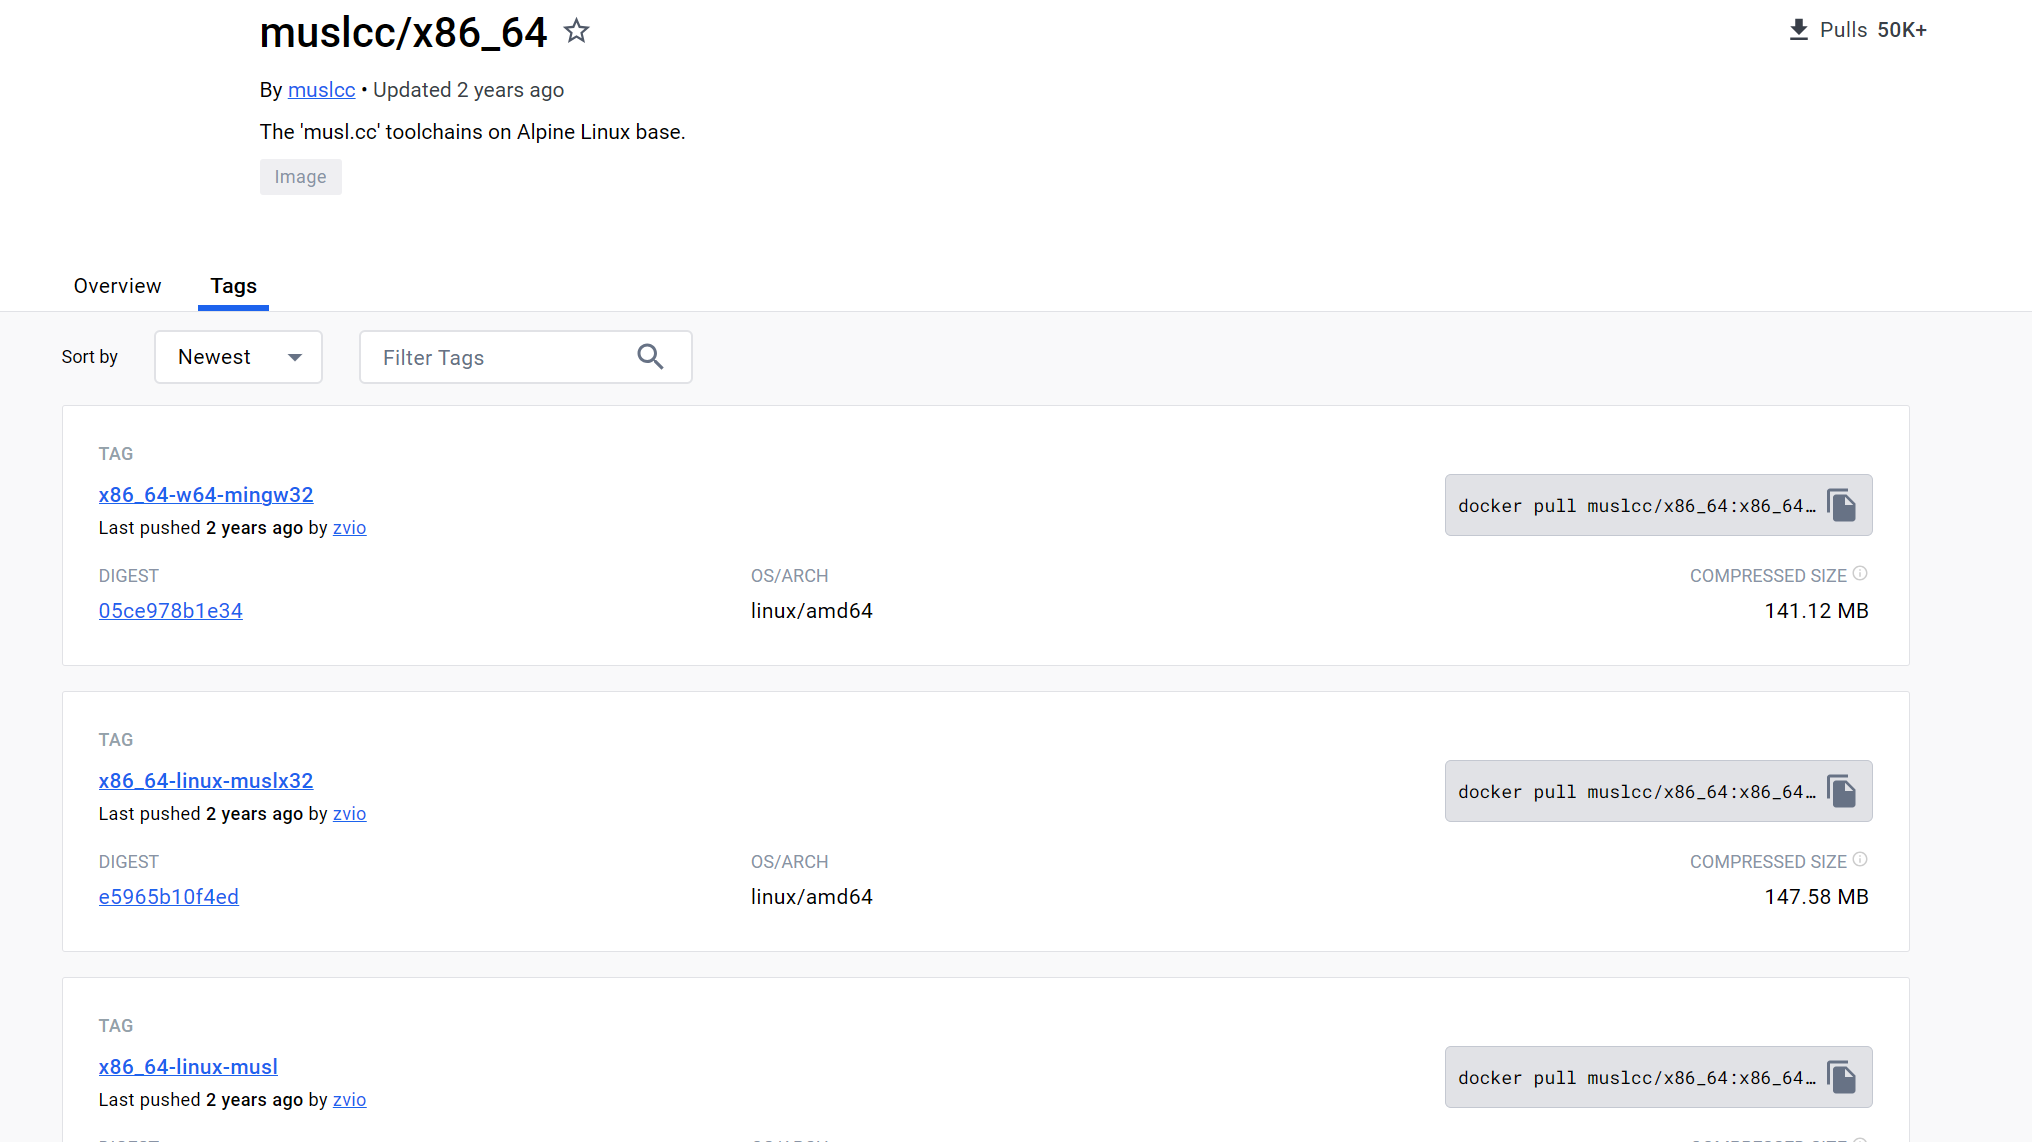 muslcc/x86_64
Pulls 50K+
By muslcc • Updated 2 years ago
The 'musl.cc' toolchains on Alpine Linux base.
Image
Overview Tags
Sort by Newest Filter Tags
TAG
x86_64-w64-mingw32
docker pull muslcc/x86_64:x86_64…
Last pushed 2 years ago by zvio
DIGEST OS/ARCH COMPRESSED SIZE
05ce978b1e34 linux/amd64 141.12 MB
TAG
x86_64-linux-muslx32
docker pull muslcc/x86_64:x86_64…
Last pushed 2 years ago by zvio
DIGEST OS/ARCH COMPRESSED SIZE
e5965b10f4ed linux/amd64 147.58 MB
TAG
x86_64-linux-musl
docker pull muslcc/x86_64:x86_64…
Last pushed 2 years ago by zvio